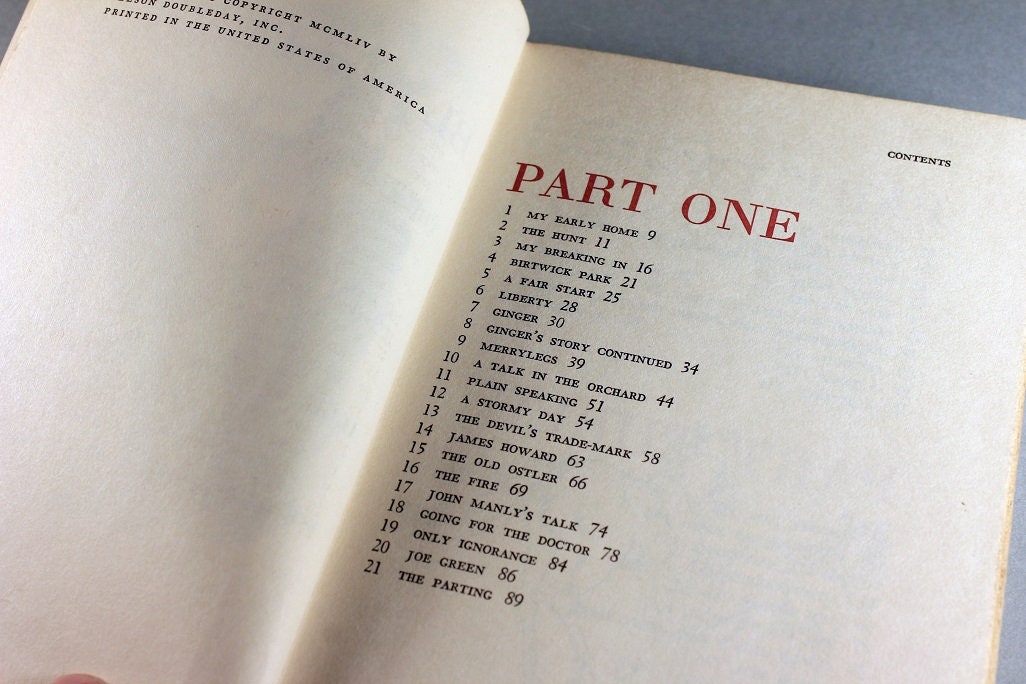 COPYRIGHT MCMLIV BY
DOUBLEDAY, INC.
PRINTED IN THE UNITED STATES OF AMERICA
CONTENTS
PART ONE
1 MY EARLY HOME 9
2 THE HUNT 11
3 MY BREAKING IN 16
4 BIRTWICK PARK 21
5 A FAIR START 25
6 LIBERTY 28
7 GINGER 30
8 GINGER'S STORY CONTINUED 34
9 MERRYLEGS 39
10 A TALK IN THE ORCHARD 44
11 PLAIN SPEAKING 51
12 A STORMY DAY 54
13 THE DEVIL'S TRADE-MARK 58
14 JAMES HOWARD 63
15 THE OLD OSTLER 66
16 THE FIRE 69
17 JOHN MANLY'S TALK 74
18 GOING FOR THE DOCTOR 78
19 ONLY IGNORANCE 84
20 JOE GREEN 86
21 THE PARTING 89